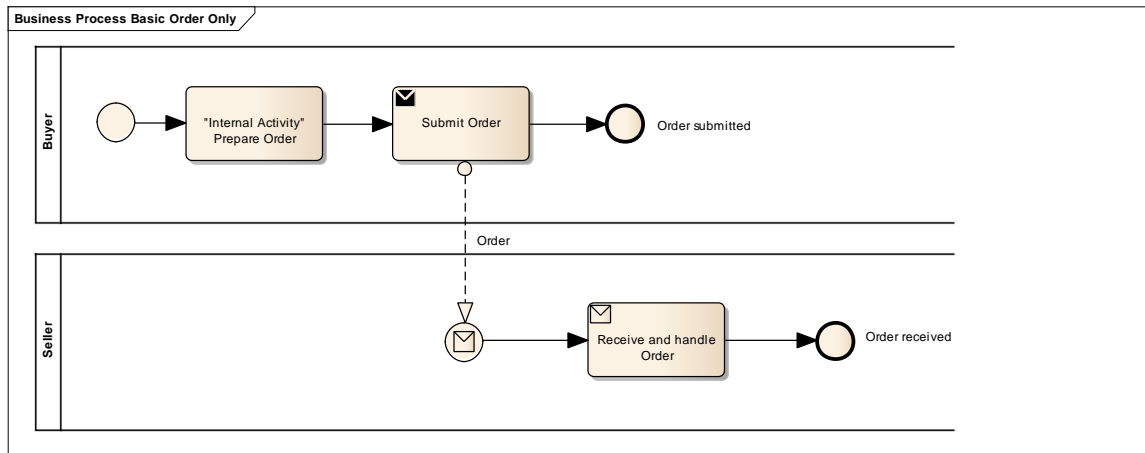 Business Process Basic Order Only
Buyer
"Internal Activity"
Prepare Order
Submit Order
Order submitted
Order
Seller
Receive and handle
Order
Order received